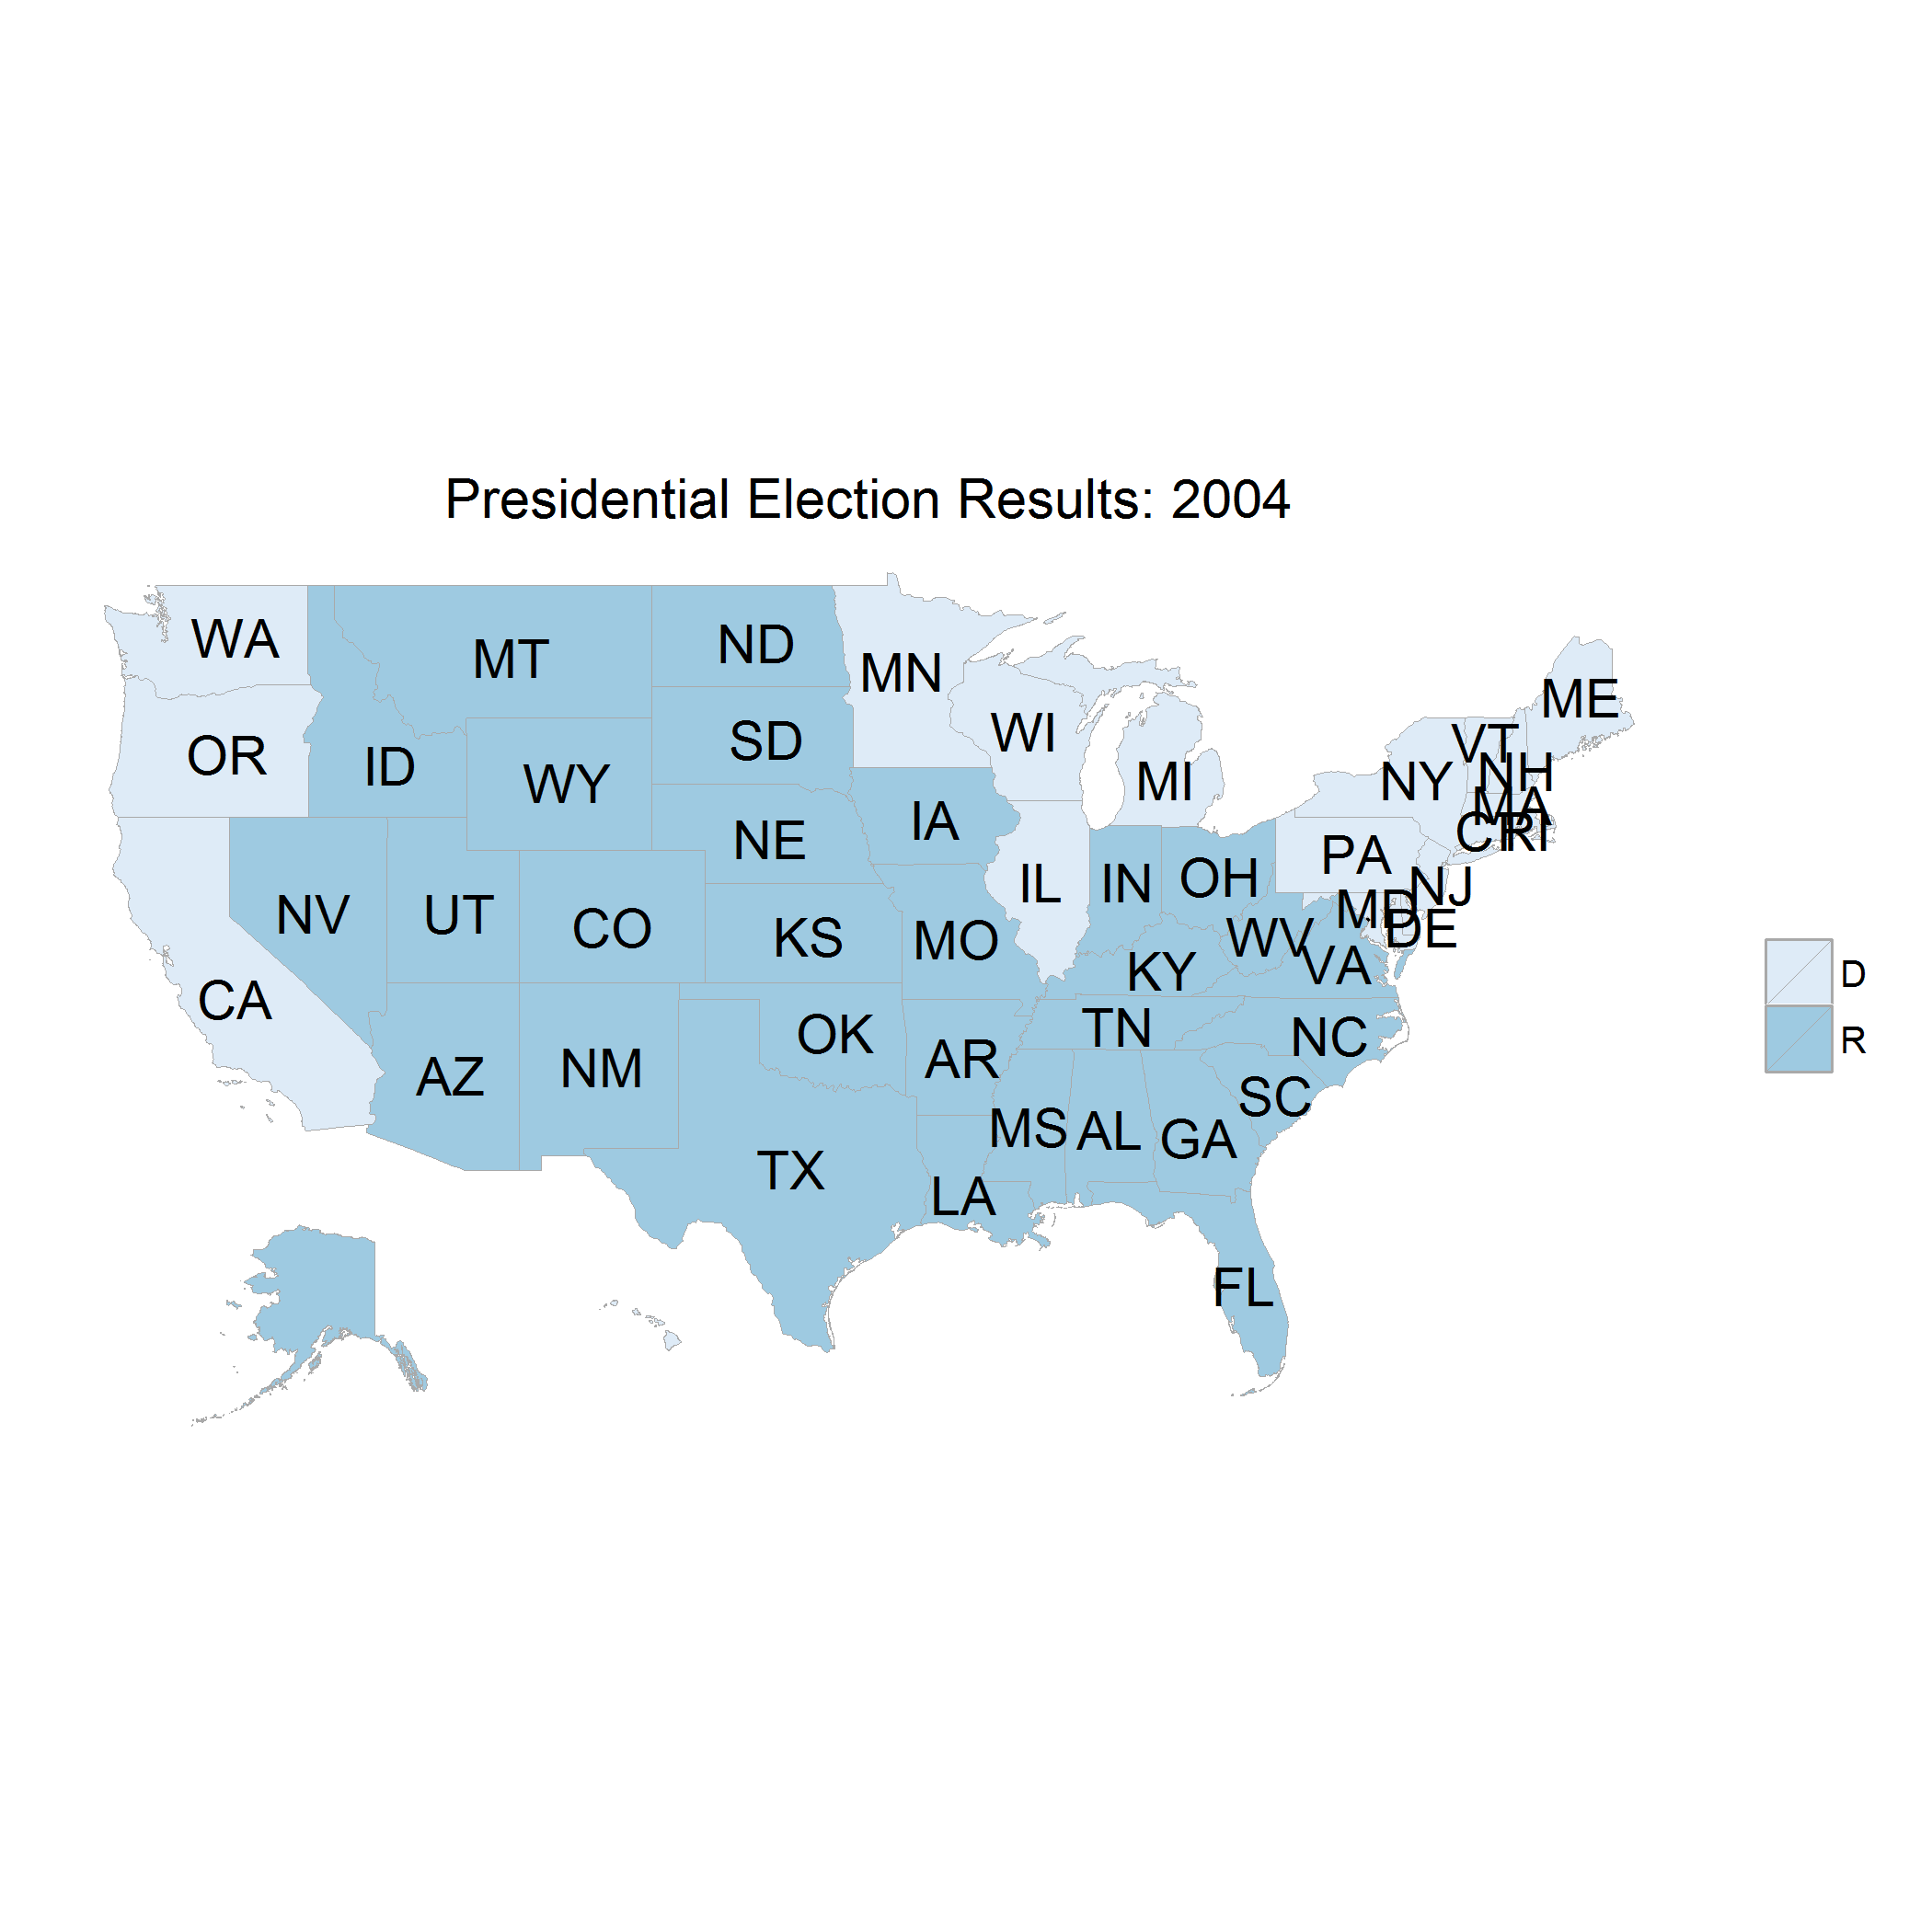 Presidential Election Results: 2004
WA
MT
ND
MN
ME
OR
ID
WY
SD
WI
MI
NY
VT
NH
MA
CT
RI
NE
IA
IL
IN
OH
PA
NJ
MD
DE
NV
UT
CO
KS
MO
WV
VA
KY
D
R
CA
AZ
NM
OK
AR
TN
NC
SC
MS
AL
GA
TX
LA
FL